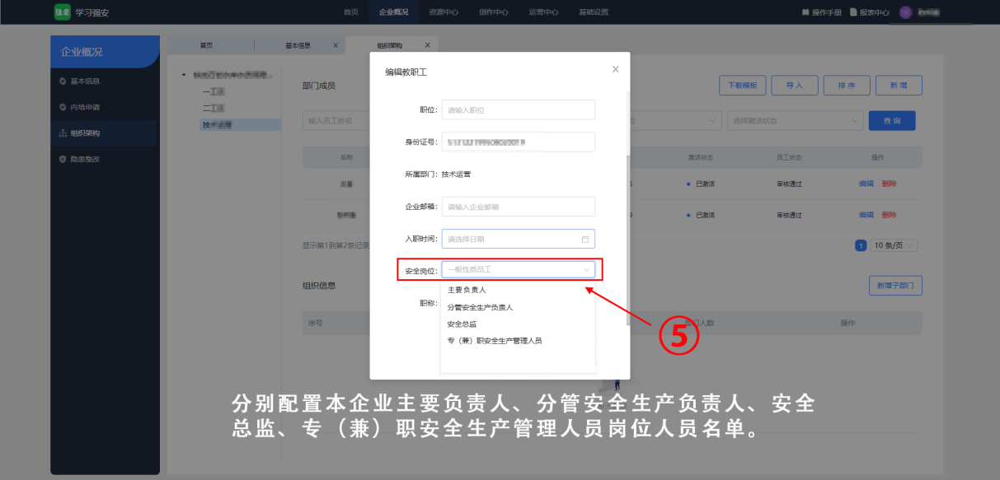 学习强安
首页 企业概况 资源中心 创作中心 运营中心 基础设置
操作手册 报表中心
企业概况
基本信息
内培申请
组织架构
隐患整改
首页 基本信息 × 组织架构 ×
一工
二工
技术
部门成员
下载模板 导入 排序 新增
输入员工姓名
选择激活状态
查询
名称 激活状态 员工状态 操作
已激活 审核通过 编辑 删除
已激活 审核通过 编辑 删除
显示第1到第2条记录
1 10 条/页
组织信息
新增子部门
序号 部门人数 操作
编辑教职工
职位: 请输入职位
身份证号:
所属部门: 技术运营
企业邮箱: 请输入企业邮箱
入职时间: 请选择日期
安全岗位: 一般性质员工
主要负责人
职称:
分管安全生产负责人
安全总监
专（兼）职安全生产管理人员
5
分别配置本企业主要负责人、分管安全生产负责人、安全
总监、专（兼）职安全生产管理人员岗位人员名单。